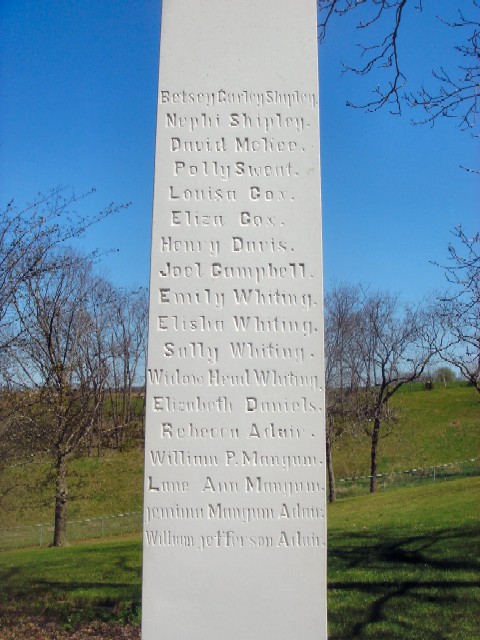 Betsey Curley Shipley.
Nephi Shipley.
David McKee.
Polly Sweat.
Louisa Cox.
Eliza Cox.
Henry Davis.
Joel Campbell.
Emily Whiting.
Elisha Whiting.
Sally Whiting.
Widow Head Whiting.
Elizabeth Daniels.
Rebecca Adair.
William P. Mangum.
Lane Ann Mangum.
jemima Mangum Adair.
William jefferson Adair.